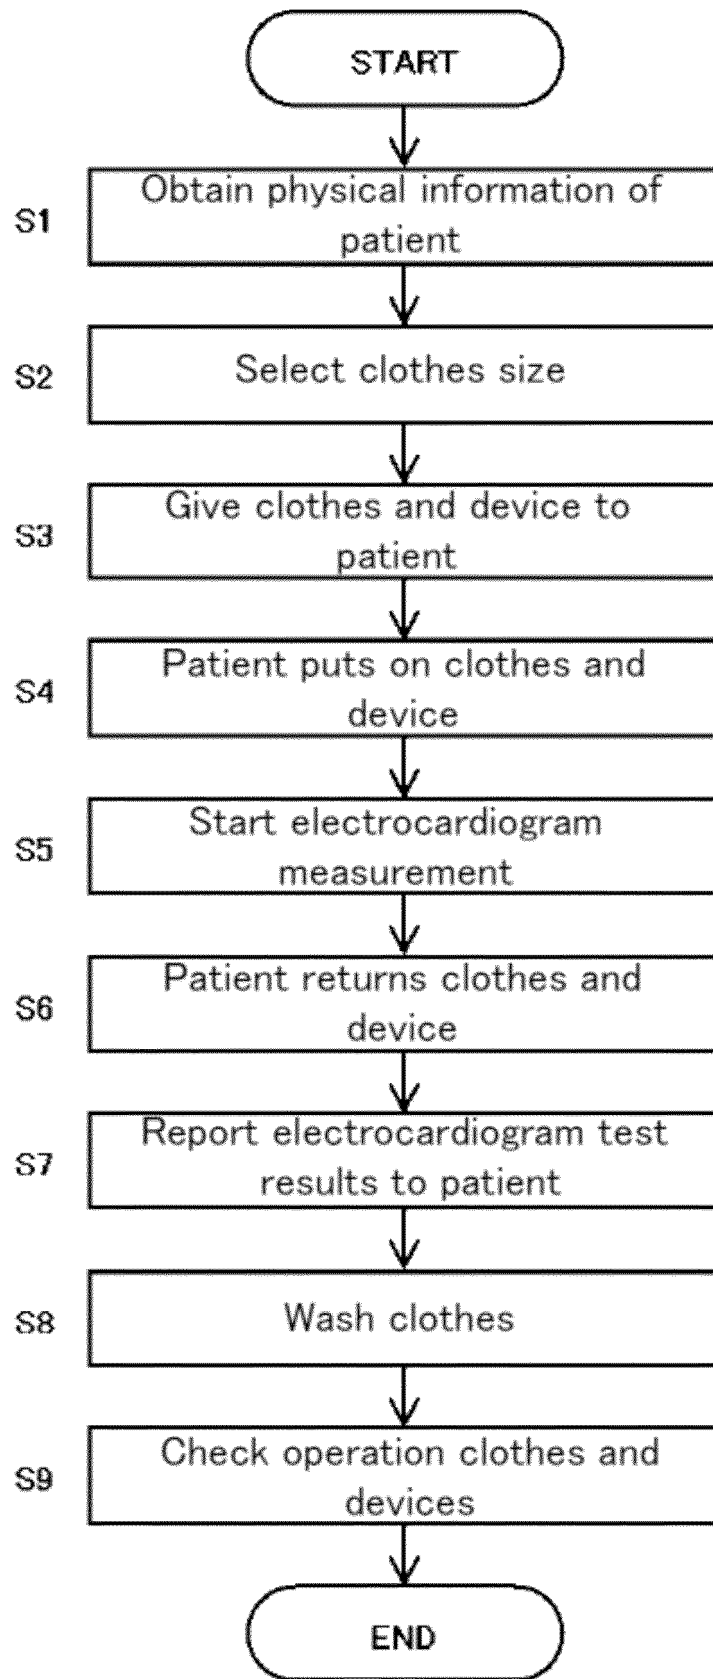 START
S1
Obtain physical information of
patient
S2
Select clothes size
S3
Give clothes and device to
patient
S4
Patient puts on clothes and
device
S5
Start electrocardiogram
measurement
S6
Patient returns clothes and
device
S7
Report electrocardiogram test
results to patient
S8
Wash clothes
S9
Check operation clothes and
devices
END